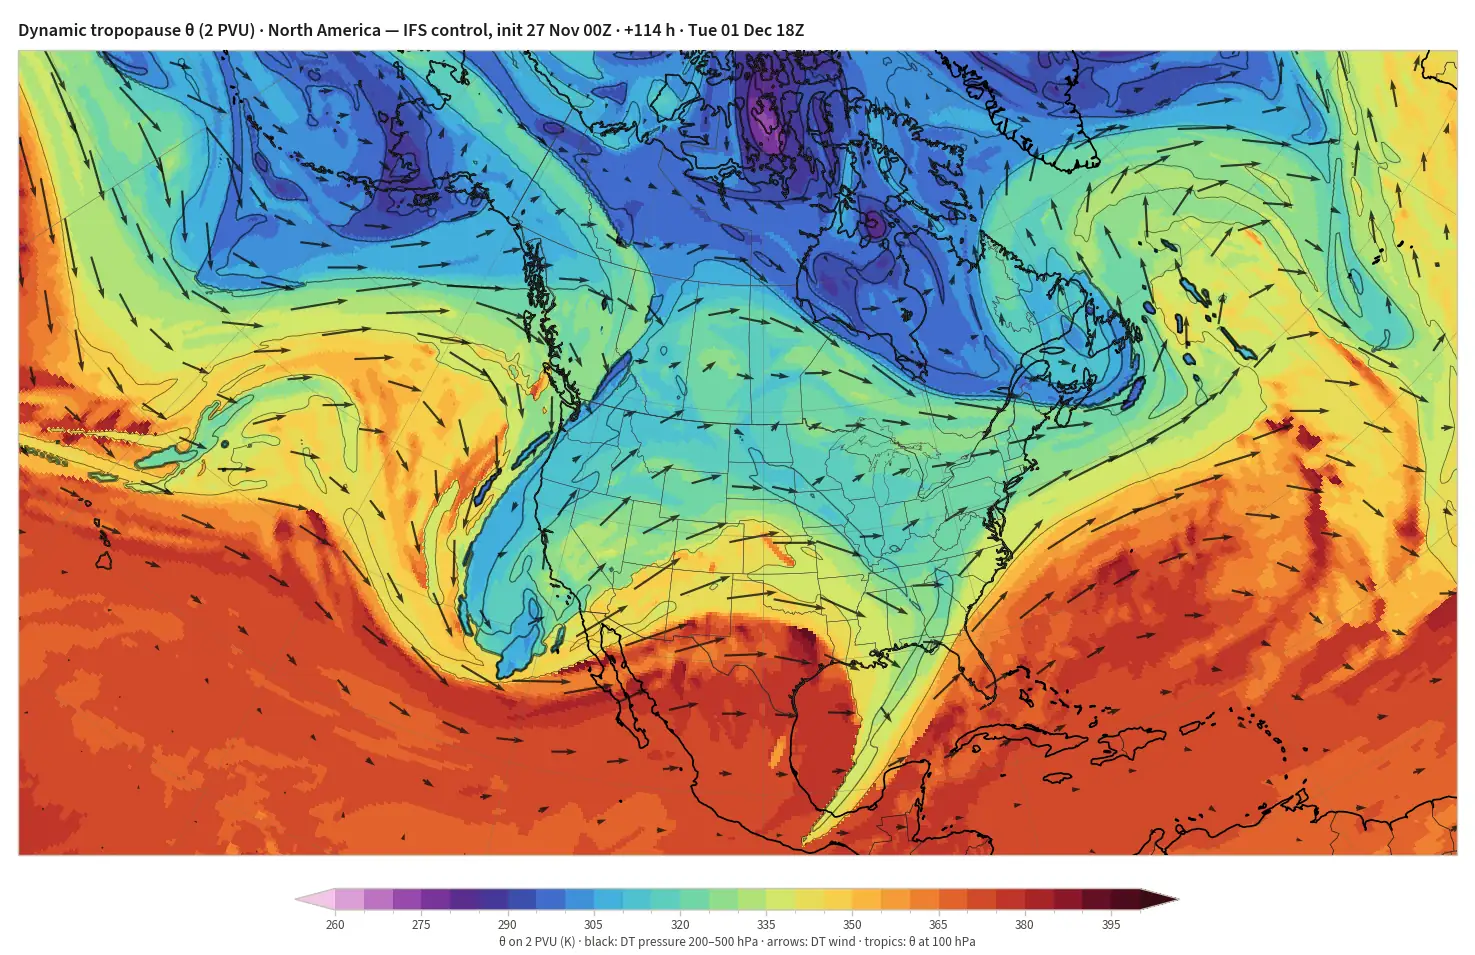 Dynamic tropopause θ (2 PVU) · North America — IFS control, init 27 Nov 00Z · +114 h · Tue 01 Dec 18Z
260 275 290 305 320 335 350 365 380 395
θ on 2 PVU (K) · black: DT pressure 200–500 hPa · arrows: DT wind · tropics: θ at 100 hPa